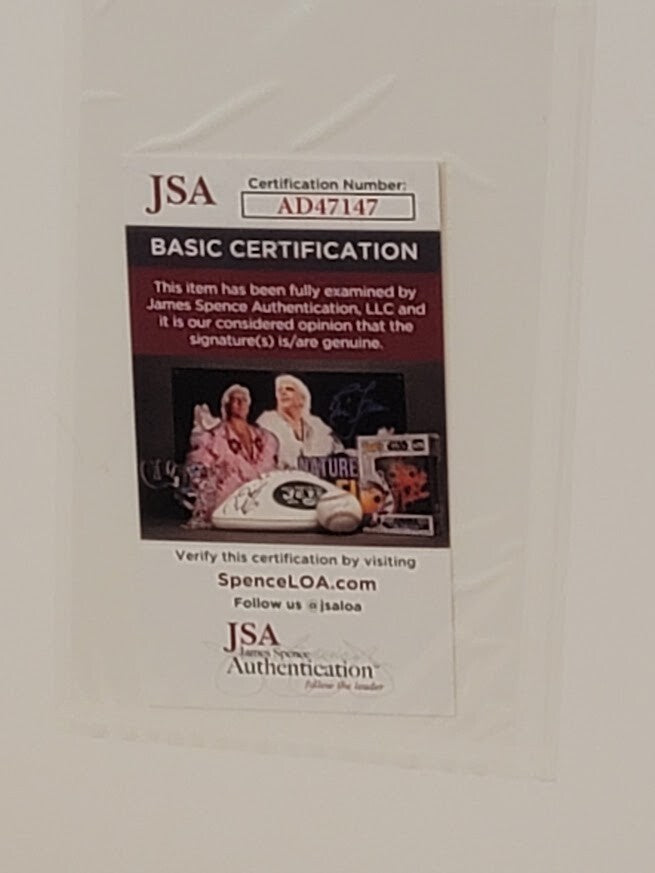 JSA
Certification Number:
AD47147
BASIC CERTIFICATION
This item has been fully examined by
James Spence Authentication, LLC and
it is our considered opinion that the
signature(s) is/are genuine.
NATURE
Verify this certification by visiting
SpenceLOA.com
Follow us @jsaloa
JSA
James Spence
Authentication™
follow the leader